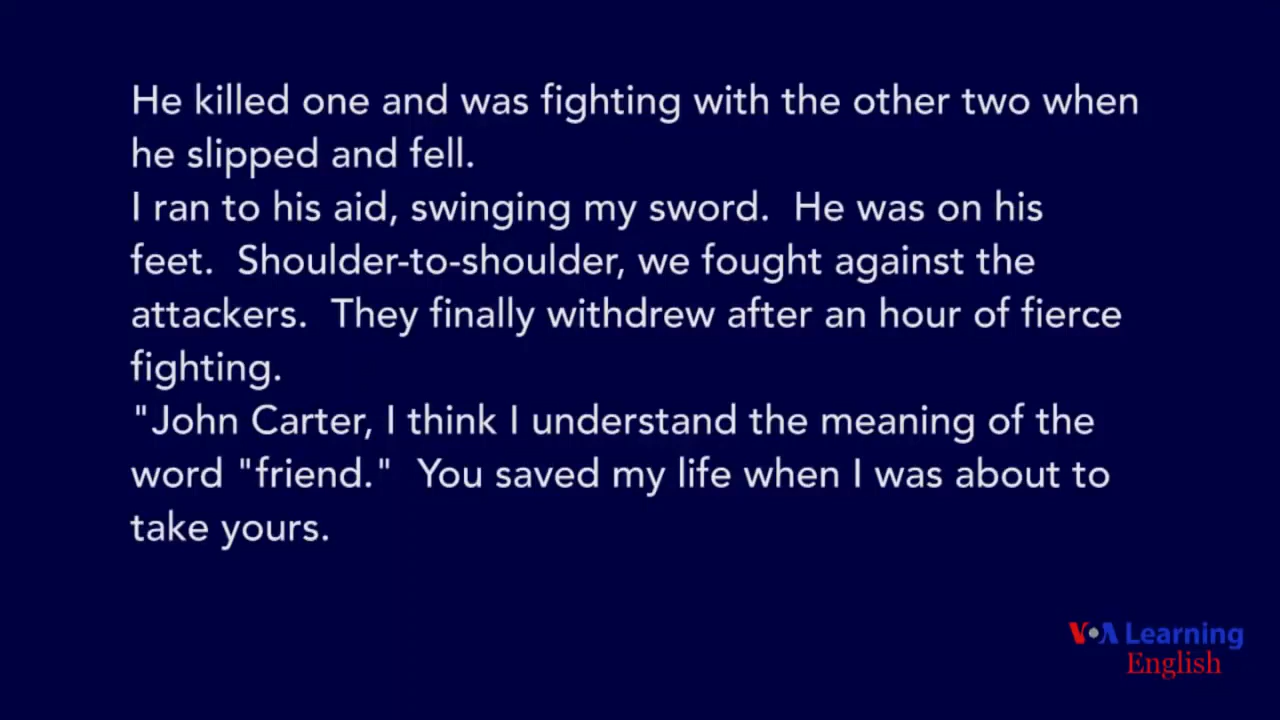 He killed one and was fighting with the other two when
he slipped and fell.
I ran to his aid, swinging my sword.  He was on his
feet.  Shoulder-to-shoulder, we fought against the
attackers.  They finally withdrew after an hour of fierce
fighting.
"John Carter, I think I understand the meaning of the
word "friend."  You saved my life when I was about to
take yours.
VOA Learning
English